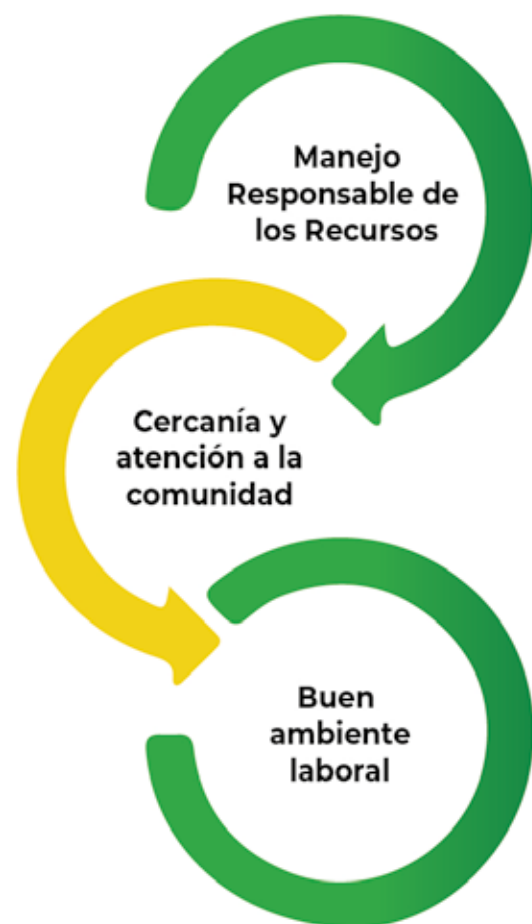 Manejo
Responsable de
los Recursos
Cercanía y
atención a la
comunidad
Buen
ambiente
laboral